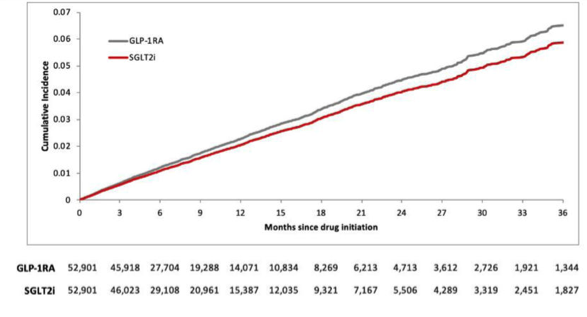 0.07
0.06
0.05
0.04
0.03
0.02
0.01
0
Cumulative Incidence
GLP-1RA
SGLT2i
0 3 6 9 12 15 18 21 24 27 30 33 36
Months since drug initiation
GLP-1RA 52,901 45,918 27,704 19,288 14,071 10,834 8,269 6,213 4,713 3,612 2,726 1,921 1,344
SGLT2i 52,901 46,023 29,108 20,961 15,387 12,035 9,321 7,167 5,506 4,289 3,319 2,451 1,827